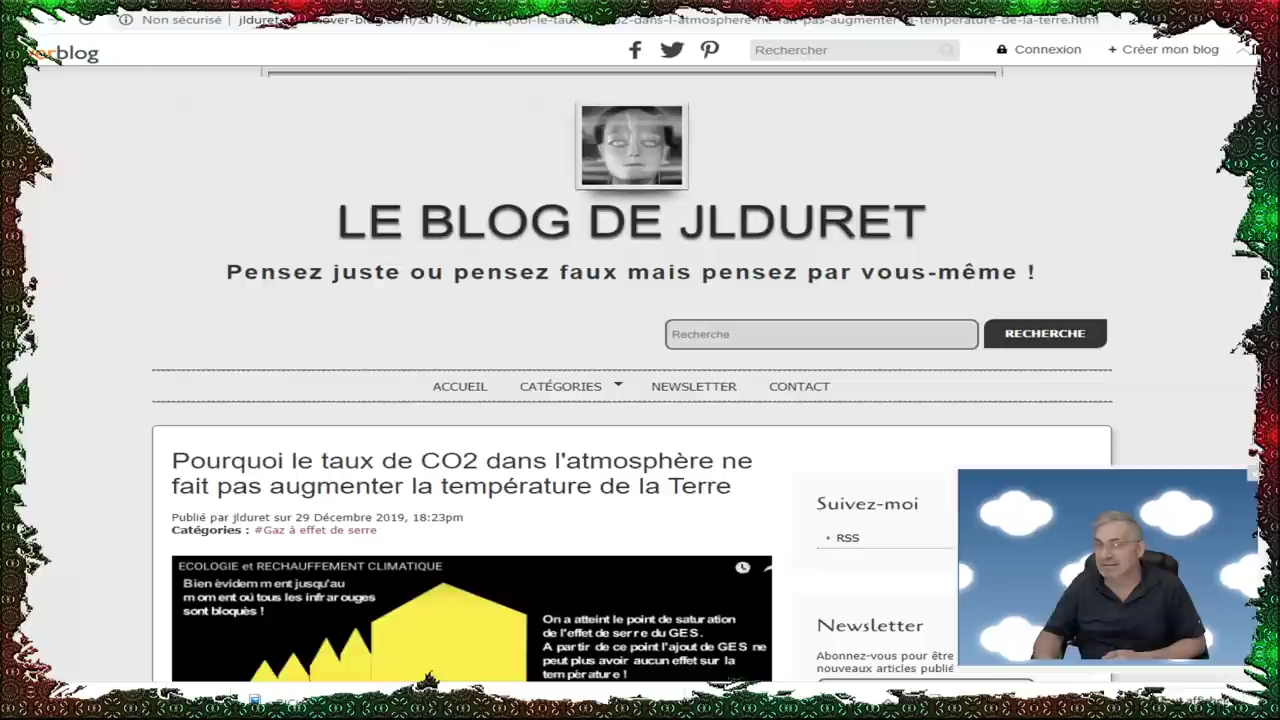 Non sécurisé
erblog
Rechercher
Connexion
+ Créer mon blog
LE BLOG DE JLDURET
Pensez juste ou pensez faux mais pensez par vous-même !
Recherche
RECHERCHE
ACCUEIL CATÉGORIES NEWSLETTER CONTACT
Pourquoi le taux de CO2 dans l'atmosphère ne
fait pas augmenter la température de la Terre
Publié par jlduret sur 29 Décembre 2019, 18:23pm
Catégories : #Gaz à effet de serre
ECOLOGIE et RECHAUFFEMENT CLIMATIQUE
Bien évidemment jusqu'au
moment où tous les infrarouges
sont bloqués !
On a atteint le point de saturation
de l'effet de serre du GES.
A partir de ce point l'ajout de GES ne
peut plus avoir aucun effet sur la
température !
Suivez-moi
RSS
Newsletter
Abonnez-vous pour être
nouveaux articles publié